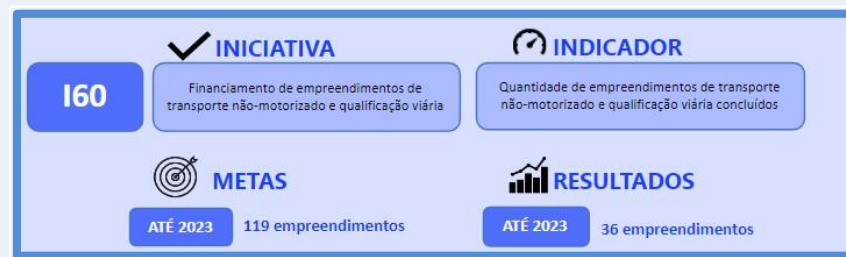 INICIATIVA
INDICADOR
I60
Financiamento de empreendimentos de
transporte não-motorizado e qualificação viária
Quantidade de empreendimentos de transporte
não-motorizado e qualificação viária concluídos
METAS
RESULTADOS
ATÉ 2023
119 empreendimentos
ATÉ 2023
36 empreendimentos